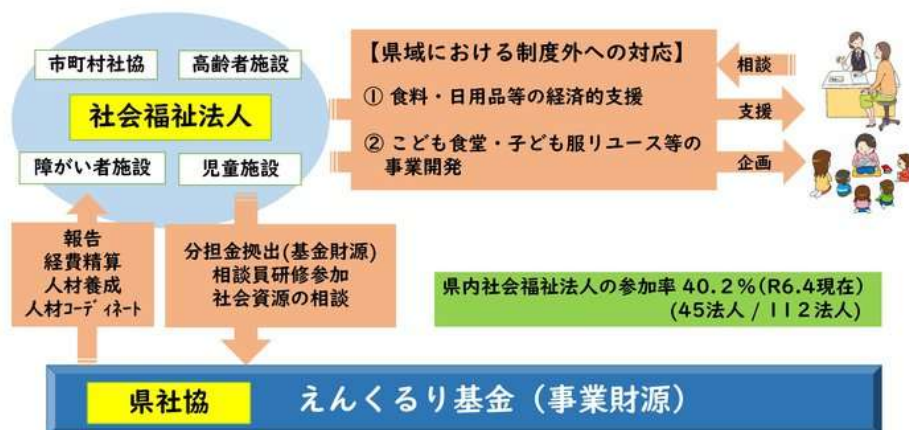 市町村社協
高齢者施設
社会福祉法人
障がい者施設
児童施設
【県域における制度外への対応】
① 食料・日用品等の経済的支援
② こども食堂・子ども服リユース等の
事業開発
相談
支援
企画
報告
経費精算
人材養成
人材コーディネート
分担金拠出(基金財源)
相談員研修参加
社会資源の相談
県内社会福祉法人の参加率 40.2%(R6.4現在)
(45法人 / 112法人)
県社協
えんくるり基金（事業財源）